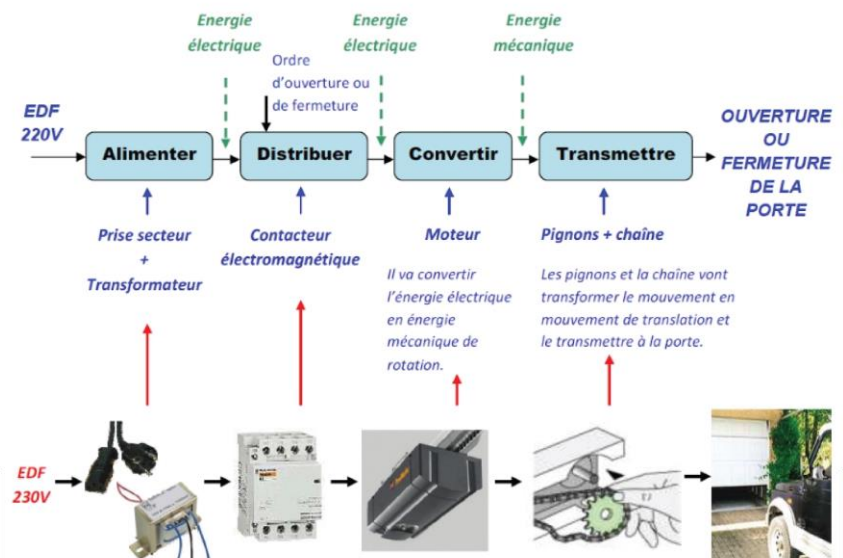 Energie
électrique
Energie
électrique
Energie
mécanique
Ordre
d'ouverture ou
de fermeture
EDF
220V
Alimenter
Distribuer
Convertir
Transmettre
OUVERTURE
OU
FERMETURE
DE LA
PORTE
Prise secteur
+
Transformateur
Contacteur
électromagnétique
Moteur
Il va convertir
l'énergie électrique
en énergie
mécanique de
rotation.
Pignons + chaîne
Les pignons et la chaîne vont
transformer le mouvement en
mouvement de translation et
le transmettre à la porte.
EDF
230V